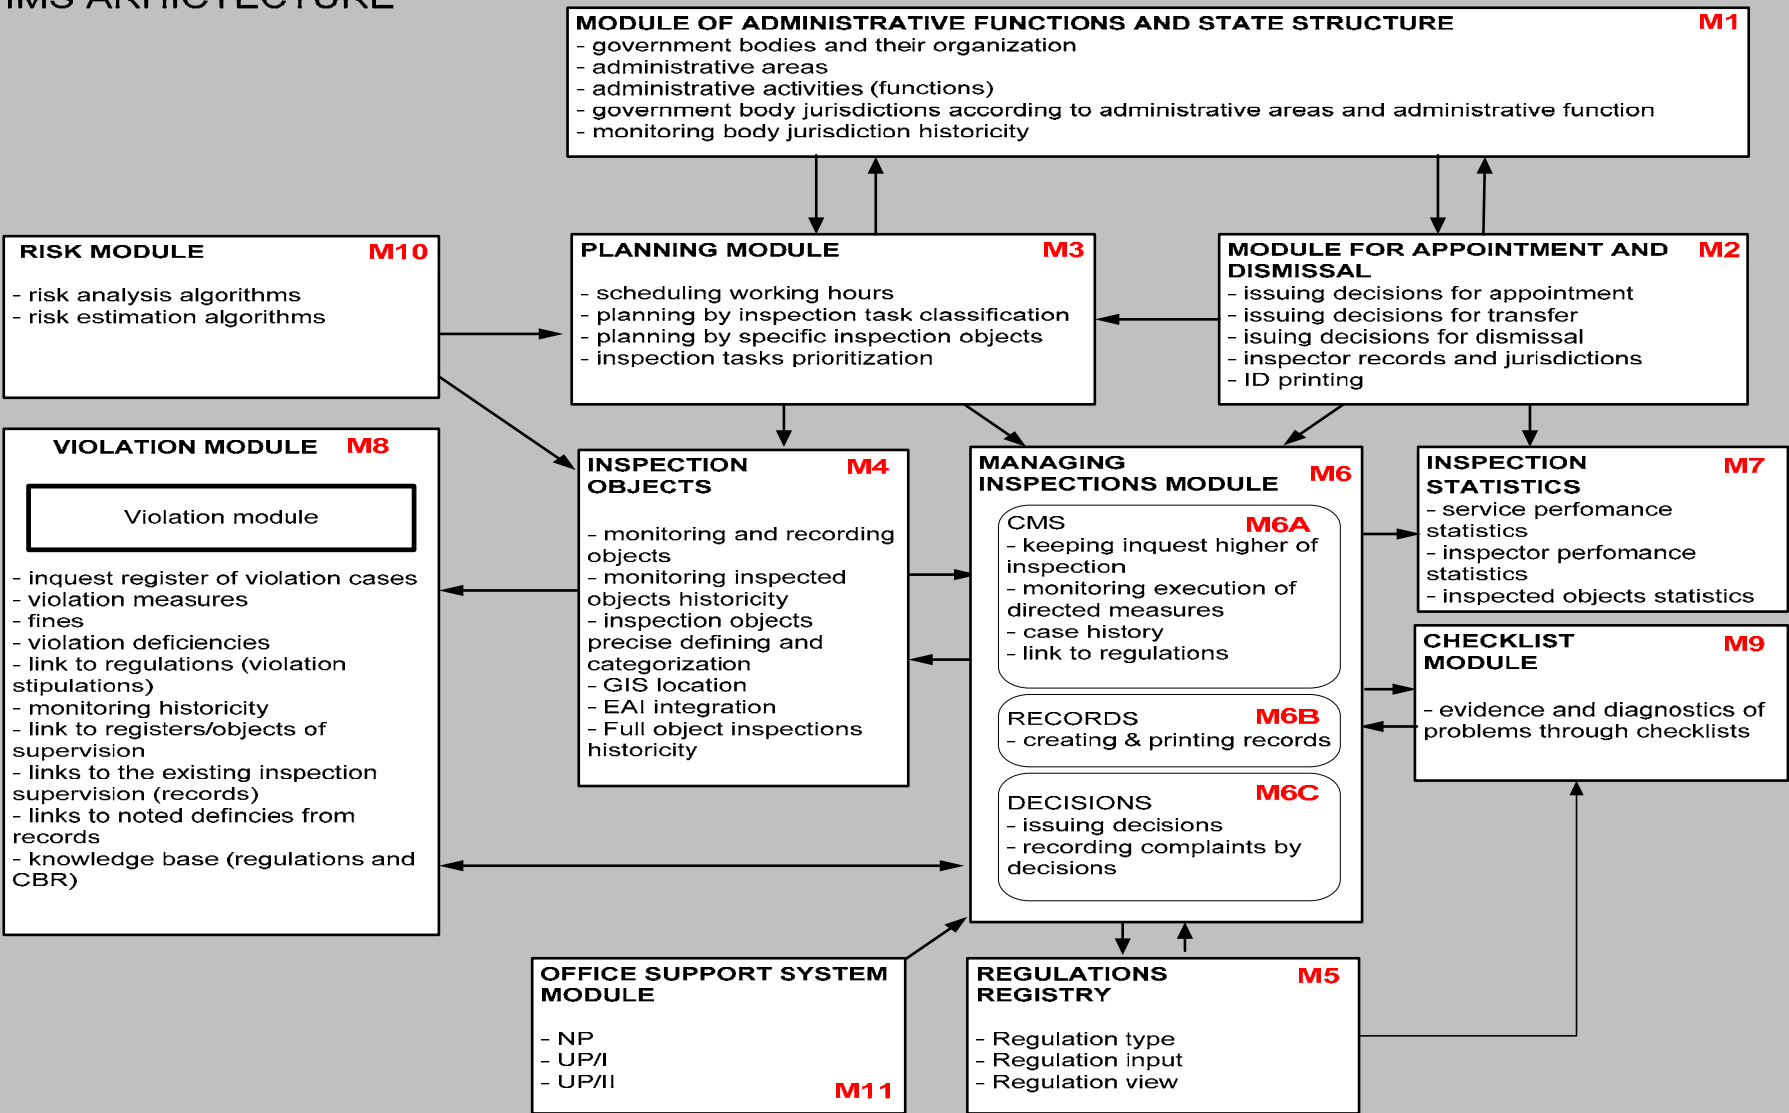 IMS ARHICTYECTURE
MODULE OF ADMINISTRATIVE FUNCTIONS AND STATE STRUCTURE M1
- government bodies and their organization
- administrative areas
- administrative activities (functions)
- government body jurisdictions according to administrative areas and administrative function
- monitoring body jurisdiction historicity
RISK MODULE M10
- risk analysis algorithms
- risk estimation algorithms
PLANNING MODULE M3
- scheduling working hours
- planning by inspection task classification
- planning by specific inspection objects
- inspection tasks prioritization
MODULE FOR APPOINTMENT AND M2
DISMISSAL
- issuing decisions for appointment
- issuing decisions for transfer
- isuing decisions for dismissal
- inspector records and jurisdictions
- ID printing
VIOLATION MODULE M8
Violation module
- inquest register of violation cases
- violation measures
- fines
- violation deficiencies
- link to regulations (violation
stipulations)
- monitoring historicity
- link to registers/objects of
supervision
- links to the existing inspection
supervision (records)
- links to noted defincies from
records
- knowledge base (regulations and
CBR)
INSPECTION M4
OBJECTS
- monitoring and recording
objects
- monitoring inspected
objects historicity
- inspection objects
precise defining and
categorization
- GIS location
- EAI integration
- Full object inspections
historicity
MANAGING
INSPECTIONS MODULE M6
CMS M6A
- keeping inquest higher of
inspection
- monitoring execution of
directed measures
- case history
- link to regulations
RECORDS M6B
- creating & printing records
M6C
DECISIONS
- issuing decisions
- recording complaints by
decisions
INSPECTION M7
STATISTICS
- service perfomance
statistics
- inspector perfomance
statistics
- inspected objects statistics
CHECKLIST M9
MODULE
- evidence and diagnostics of
problems through checklists
OFFICE SUPPORT SYSTEM
MODULE
- NP
- UP/I
- UP/II
M11
REGULATIONS M5
REGISTRY
- Regulation type
- Regulation input
- Regulation view